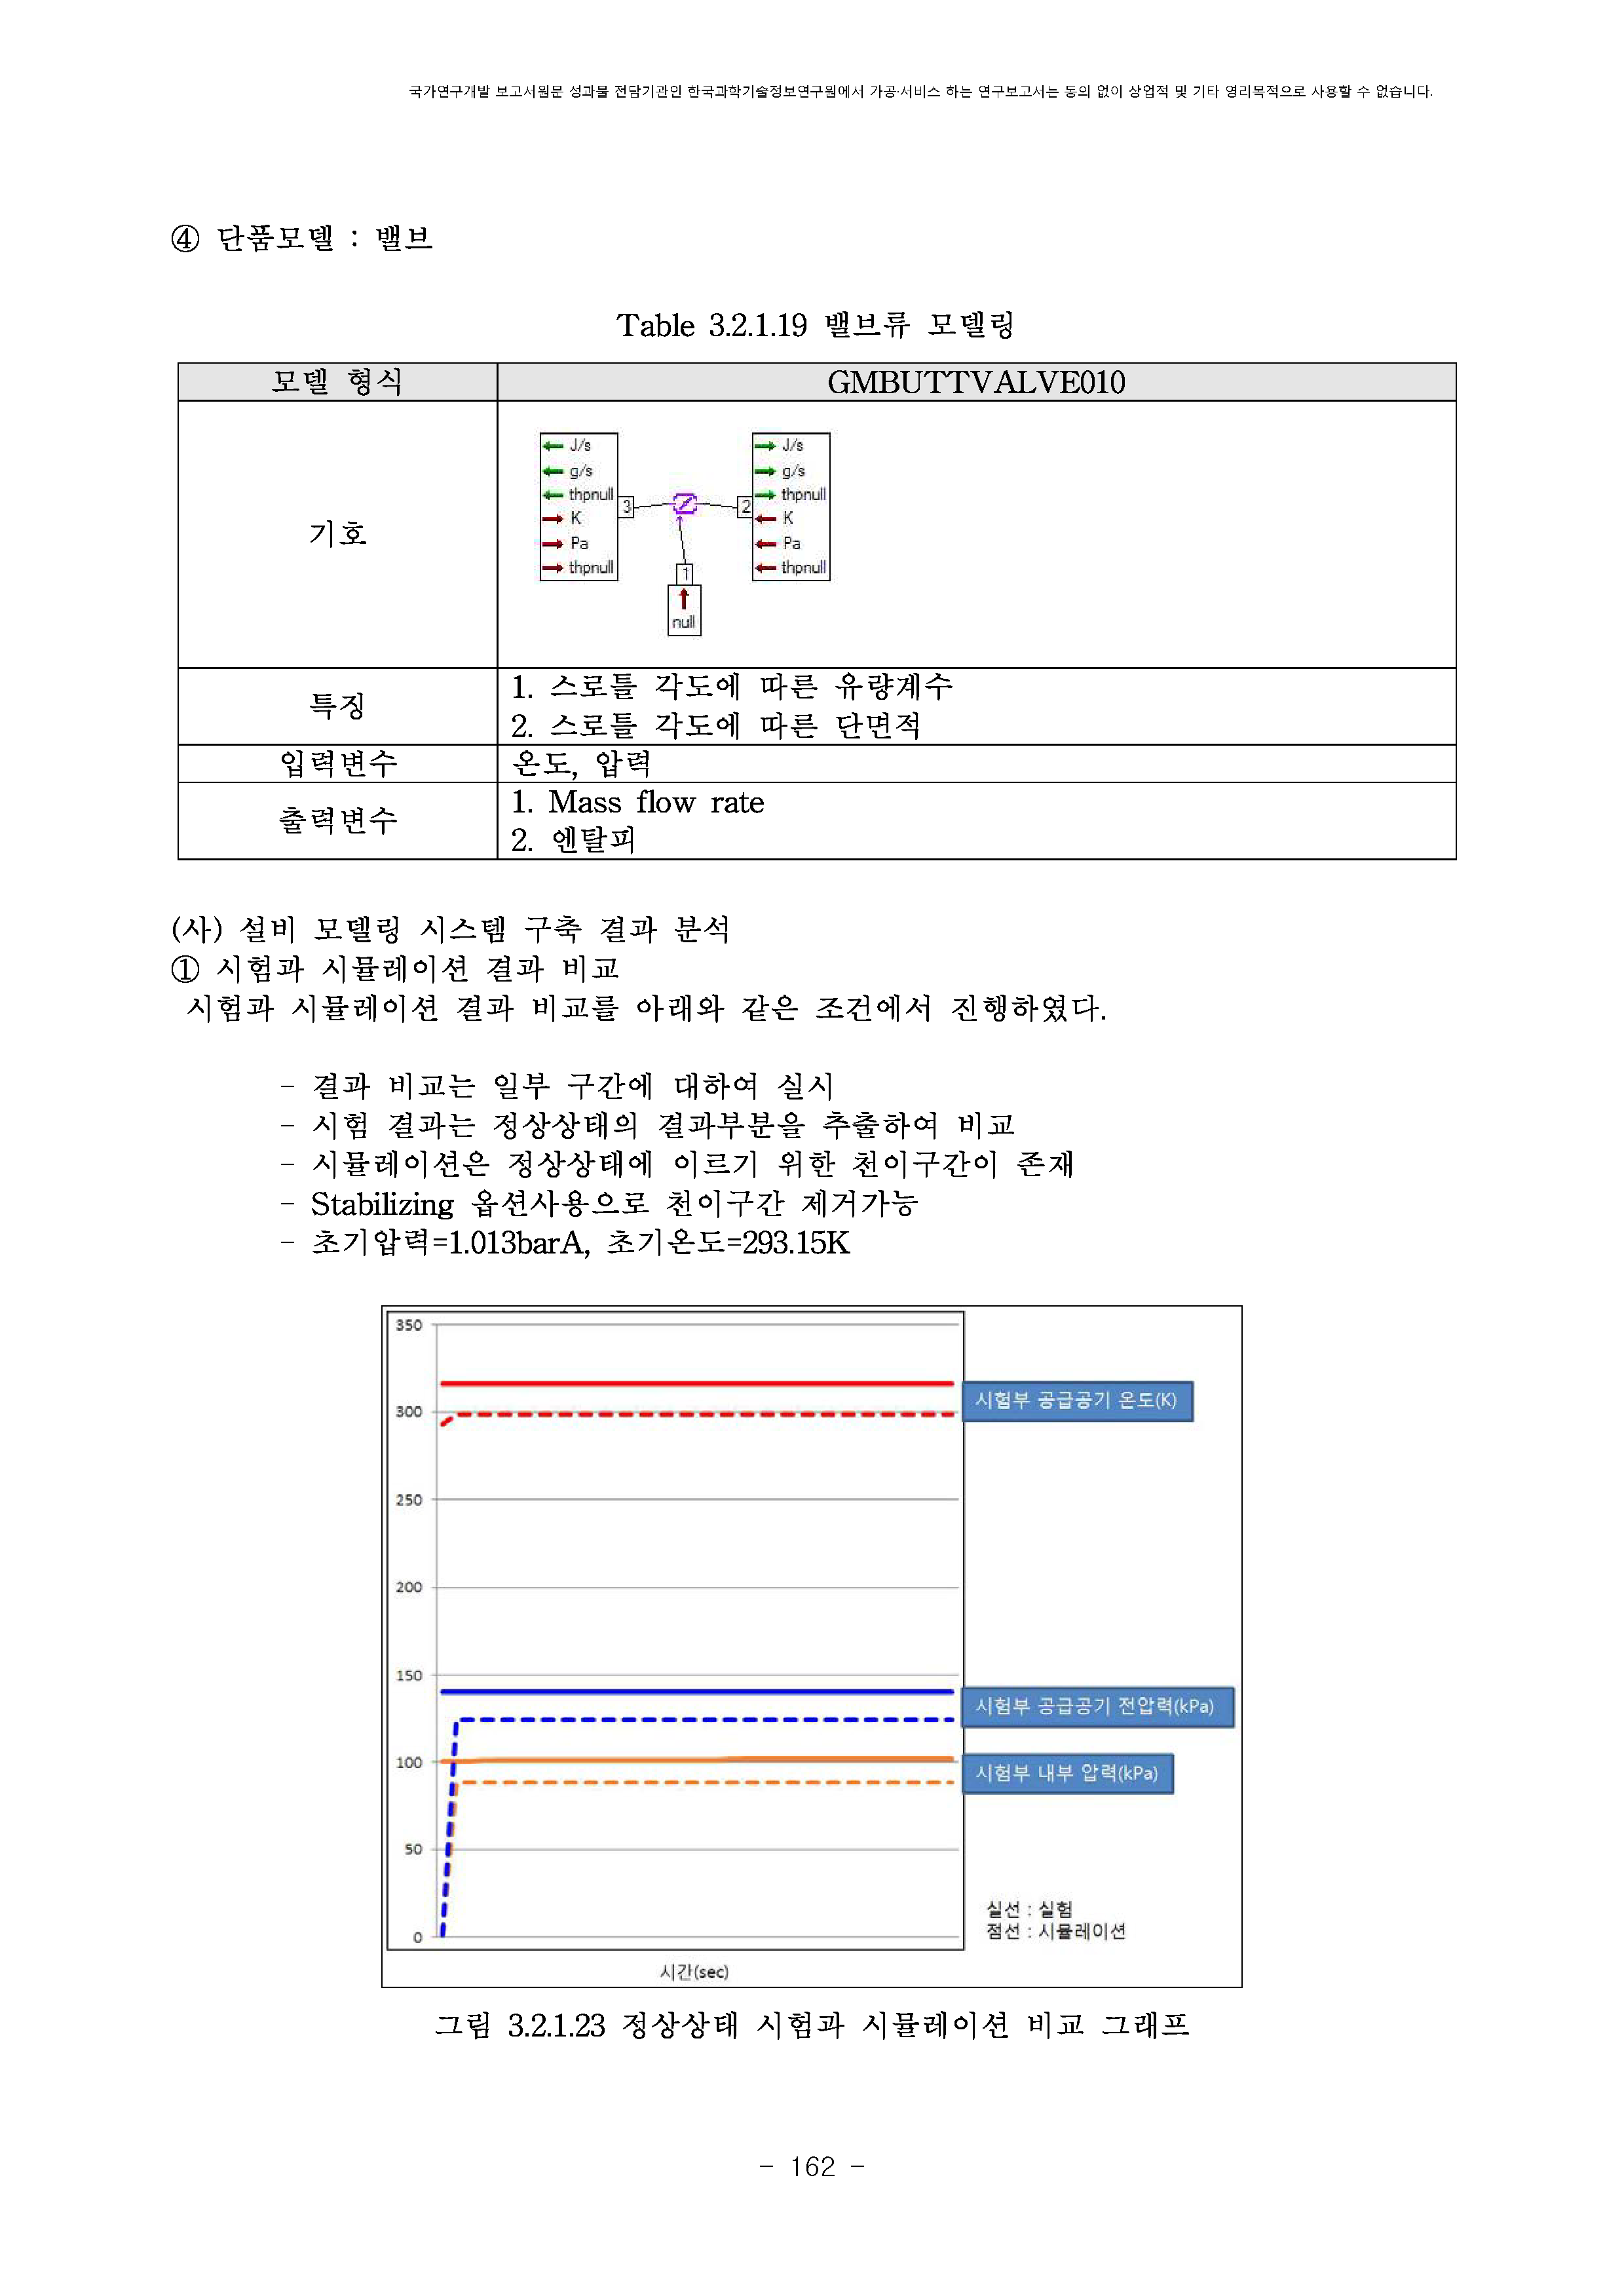 국가연구개발 보고서원문 성과물 전담기관인 한국과학기술정보연구원에서 가공·서비스 하는 연구보고서는 동의 없이 상업적 및 기타 영리목적으로 사용할 수 없습니다.
④ 단품모델 : 밸브
Table 3.2.1.19 밸브류 모델링
모델 형식 GMBUTTVALVE010
기호
J/s
g/s
thpnull
K
Pa
thpnull
3
2
1
null
J/s
g/s
thpnull
K
Pa
thpnull
특징
1. 스로틀 각도에 따른 유량계수
2. 스로틀 각도에 따른 단면적
입력변수 온도, 압력
출력변수
1. Mass flow rate
2. 엔탈피
(사) 설비 모델링 시스템 구축 결과 분석
① 시험과 시뮬레이션 결과 비교
시험과 시뮬레이션 결과 비교를 아래와 같은 조건에서 진행하였다.
- 결과 비교는 일부 구간에 대하여 실시
- 시험 결과는 정상상태의 결과부분을 추출하여 비교
- 시뮬레이션은 정상상태에 이르기 위한 천이구간이 존재
- Stabilizing 옵션사용으로 천이구간 제거가능
- 초기압력=1.013barA, 초기온도=293.15K
350
300
250
200
150
100
50
0
시험부 공급공기 온도(K)
시험부 공급공기 전압력(kPa)
시험부 내부 압력(kPa)
실선 : 실험
점선 : 시뮬레이션
시간(sec)
그림 3.2.1.23 정상상태 시험과 시뮬레이션 비교 그래프
- 162 -